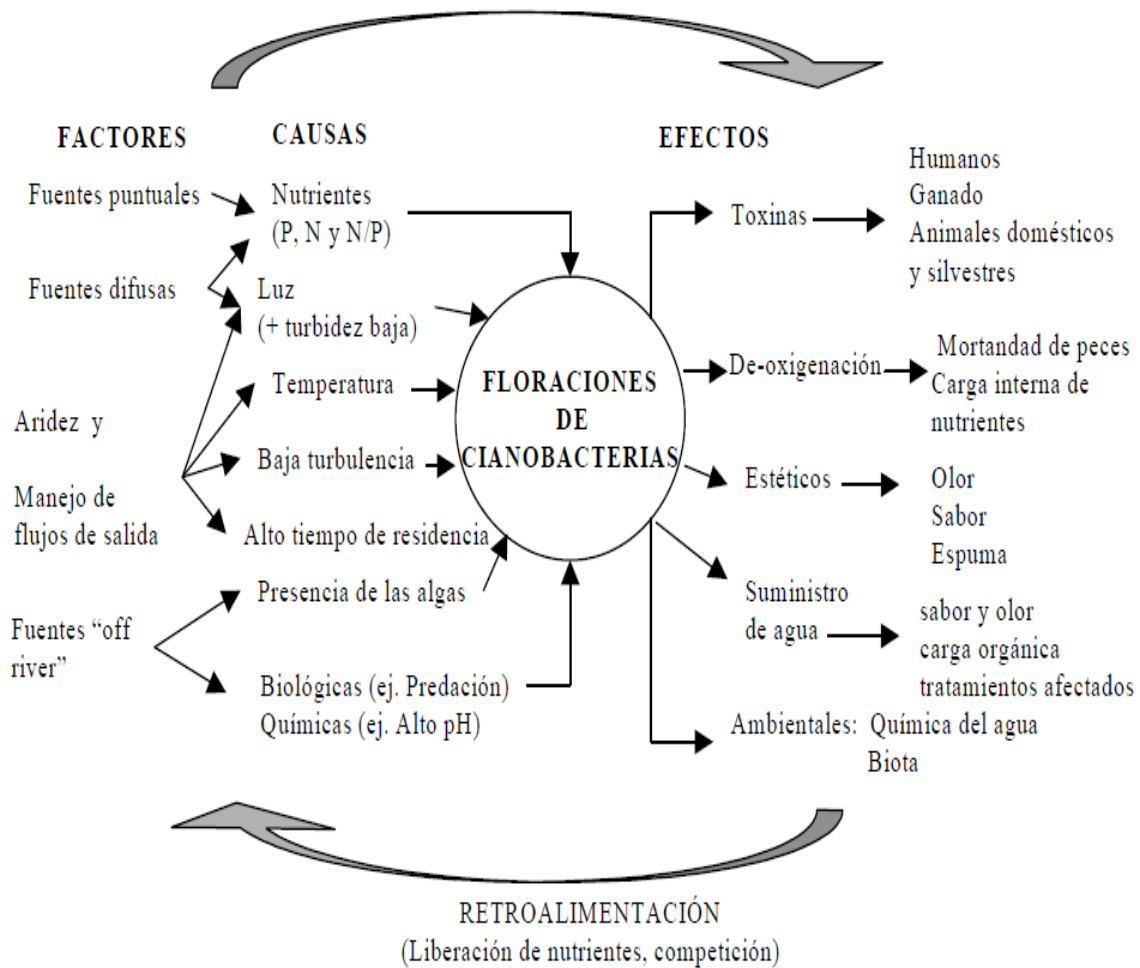 FACTORES
Fuentes puntuales
Fuentes difusas
Aridez y
Manejo de
flujos de salida
Fuentes “off
river”
CAUSAS
Nutrientes
(P, N y N/P)
Luz
(+ turbidez baja)
Temperatura
Baja turbulencia
Alto tiempo de residencia
Presencia de las algas
Biológicas (ej. Predación)
Químicas (ej. Alto pH)
FLORACIONES
DE
CIANOBACTERIAS
EFECTOS
Toxinas
Humanos
Ganado
Animales domésticos
y silvestres
De-oxigenación
Mortandad de peces
Carga interna de
nutrientes
Estéticos
Olor
Sabor
Espuma
Suministro
de agua
sabor y olor
carga orgánica
tratamientos afectados
Ambientales: Química del agua
Biota
RETROALIMENTACIÓN
(Liberación de nutrientes, competición)